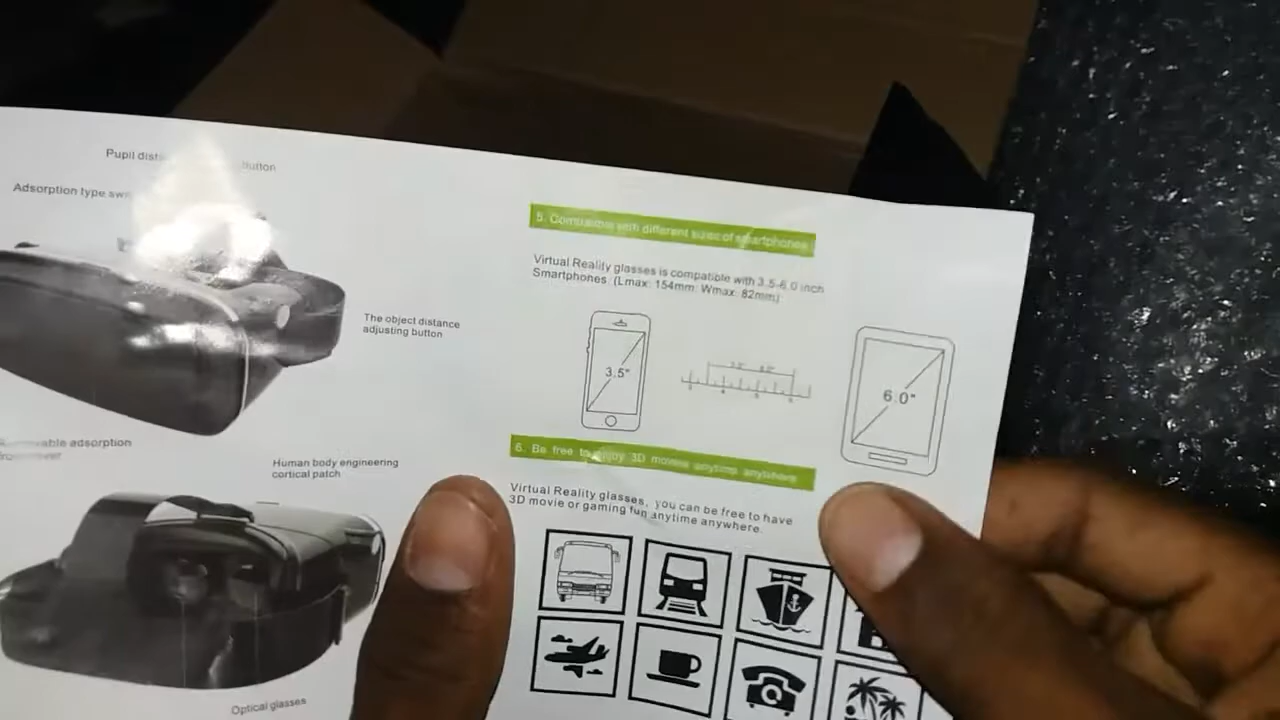 Pupil button
Adsorption type
The object distance
adjusting button
adsorption
Human body engineering
cortical patch
Optical glasses
5. Compatible with different sizes of smartphones
Virtual Reality glasses is compatible with 3.5-6.0 inch
Smartphones. (Lmax: 154mm; Wmax: 82mm)
3.5"
6.0"
6. Be free to enjoy 3D movies anytime anywhere
Virtual Reality glasses, you can be free to have
3D movie or gaming fun anytime anywhere.